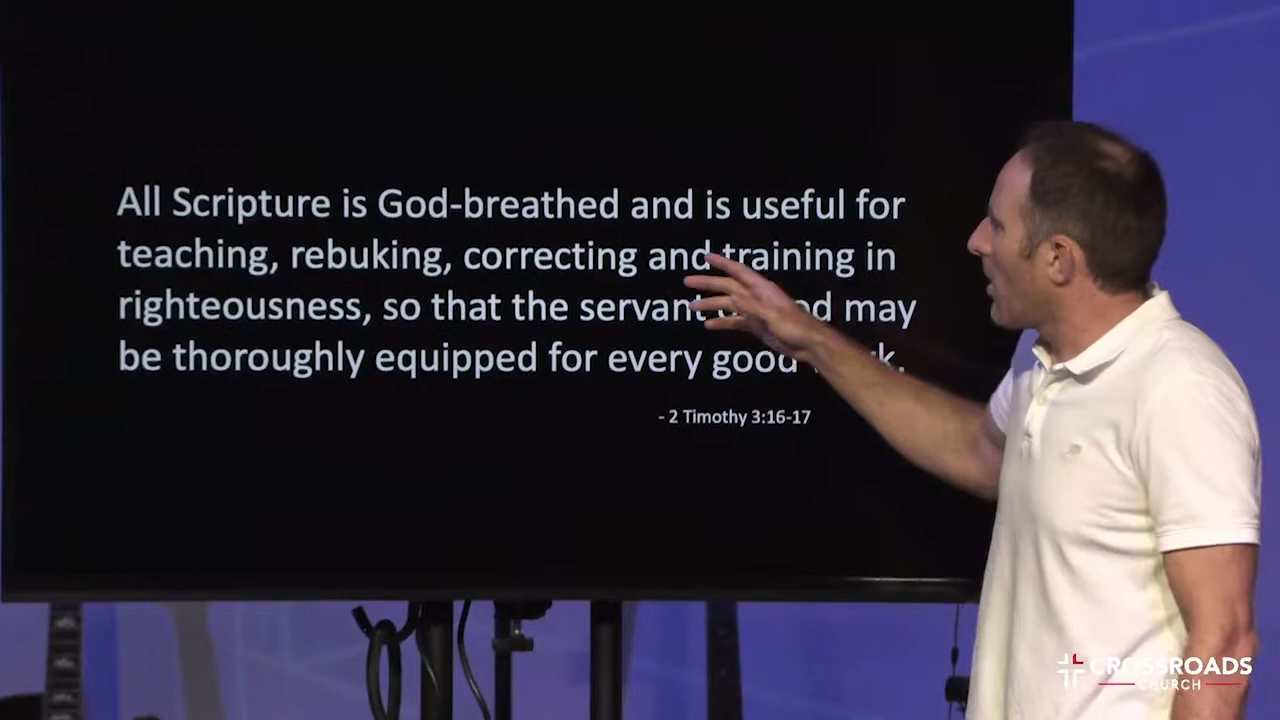 All Scripture is God-breathed and is useful for
teaching, rebuking, correcting and training in
righteousness, so that the servant may
be thoroughly equipped for every good
- 2 Timothy 3:16-17
CROSSROADS
CHURCH